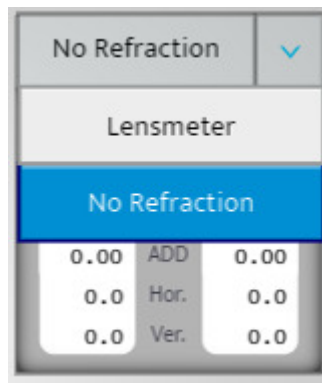 No Refraction
Lensmeter
No Refraction
0.00 ADD 0.00
0.0 Hor. 0.0
0.0 Ver. 0.0